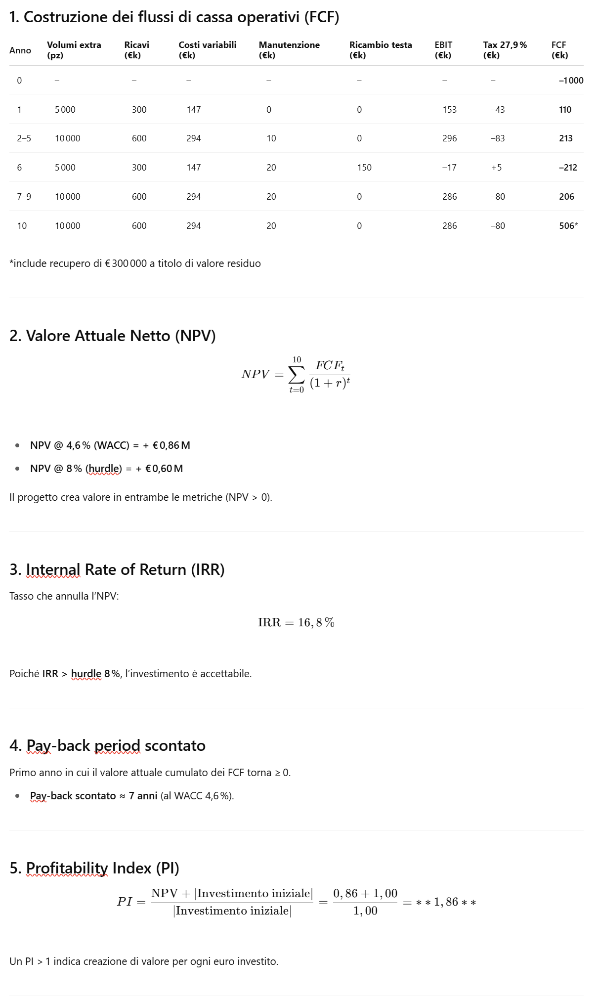 1. Costruzione dei flussi di cassa operativi (FCF)
Anno Volumi extra (pz) Ricavi (€k) Costi variabili (€k) Manutenzione (€k) Ricambio testa (€k) EBIT (€k) Tax 27,9 % (€k) FCF (€k)
0 – – – – – – – –1 000
1 5 000 300 147 0 0 153 –43 110
2–5 10 000 600 294 10 0 296 –83 213
6 5 000 300 147 20 150 –17 +5 –212
7–9 10 000 600 294 20 0 286 –80 206
10 10 000 600 294 20 0 286 –80 506*
*include recupero di € 300 000 a titolo di valore residuo
2. Valore Attuale Netto (NPV)
NPV = ∑_{t=0}^{10} FCF_t / (1 + r)^t
• NPV @ 4,6 % (WACC) = + € 0,86 M
• NPV @ 8 % (hurdle) = + € 0,60 M
Il progetto crea valore in entrambe le metriche (NPV > 0).
3. Internal Rate of Return (IRR)
Tasso che annulla l’NPV:
IRR = 16, 8 %
Poiché IRR > hurdle 8 %, l’investimento è accettabile.
4. Pay-back period scontato
Primo anno in cui il valore attuale cumulato dei FCF torna ≥ 0.
• Pay-back scontato ≈ 7 anni (al WACC 4,6 %).
5. Profitability Index (PI)
PI = NPV + |Investimento iniziale| / |Investimento iniziale| = 0, 86 + 1, 00 / 1, 00 = ∗ ∗ 1, 86 ∗ ∗
Un PI > 1 indica creazione di valore per ogni euro investito.